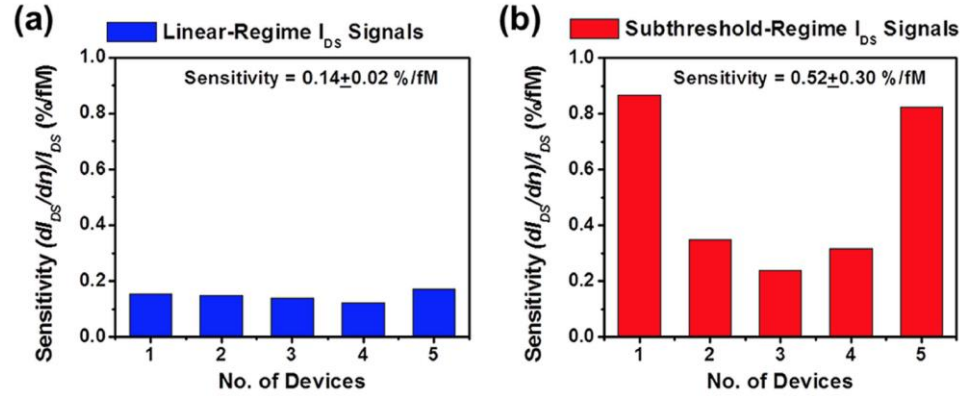 (a)
Linear-Regime I_DS Signals
Sensitivity = 0.14±0.02 %/fM
Sensitivity (dI_DS/dn)/I_DS (%/fM)
1.0
0.8
0.6
0.4
0.2
0.0
1 2 3 4 5
No. of Devices
(b)
Subthreshold-Regime I_DS Signals
Sensitivity = 0.52±0.30 %/fM
Sensitivity (dI_DS/dn)/I_DS (%/fM)
1.0
0.8
0.6
0.4
0.2
0.0
1 2 3 4 5
No. of Devices